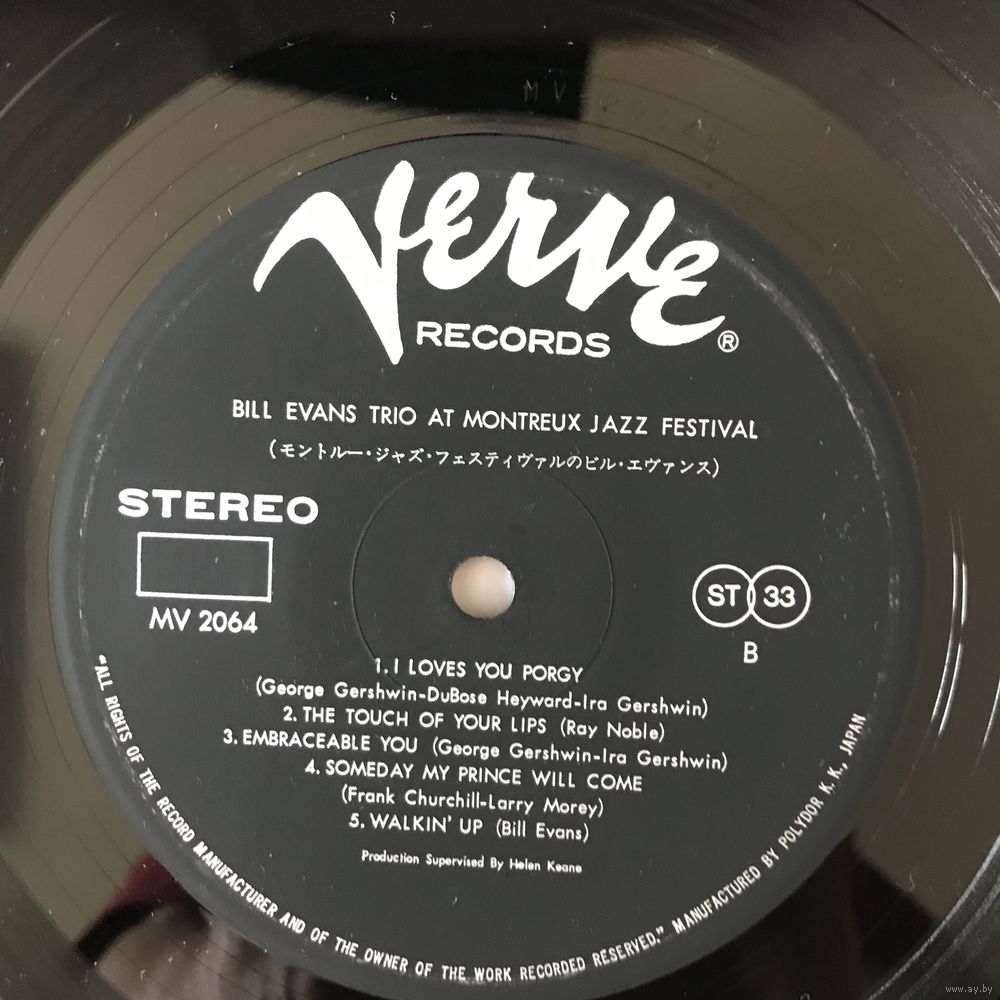 Verve
RECORDS ®
BILL EVANS TRIO AT MONTREUX JAZZ FESTIVAL
(モントルー・ジャズ・フェスティヴァルのビル・エヴァンス)
STEREO
MV 2064
ST 33
B
1. I LOVES YOU PORGY
(George Gershwin-DuBose Heyward-Ira Gershwin)
2. THE TOUCH OF YOUR LIPS (Ray Noble)
3. EMBRACEABLE YOU (George Gershwin-Ira Gershwin)
4. SOMEDAY MY PRINCE WILL COME
(Frank Churchill-Larry Morey)
5. WALKIN' UP (Bill Evans)
Production Supervised By Helen Keane
"ALL RIGHTS OF THE RECORD MANUFACTURER AND OF THE OWNER OF THE WORK RECORDED RESERVED." MANUFACTURED BY POLYDOR K. K., JAPAN
www.ay.by